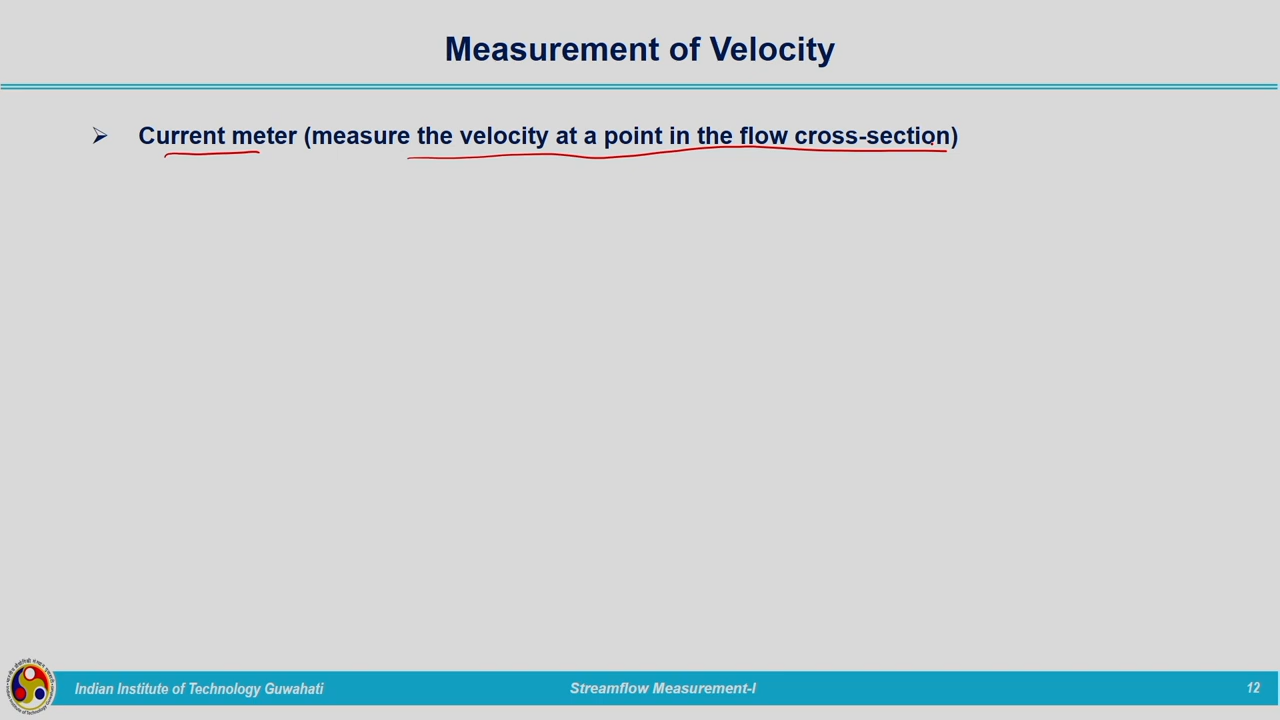 Measurement of Velocity
➢ Current meter (measure the velocity at a point in the flow cross-section)
Indian Institute of Technology Guwahati
Streamflow Measurement-I
12